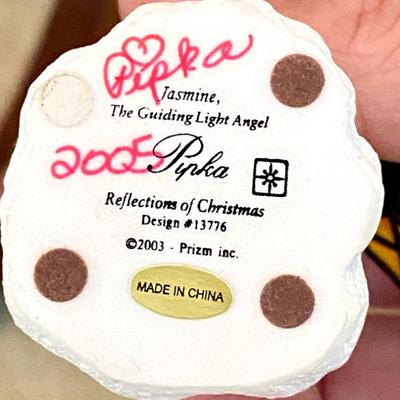 Pipka
Jasmine,
The Guiding Light Angel
2005
Pipka
Reflections of Christmas
Design #13776
©2003 - Prizm inc.
MADE IN CHINA